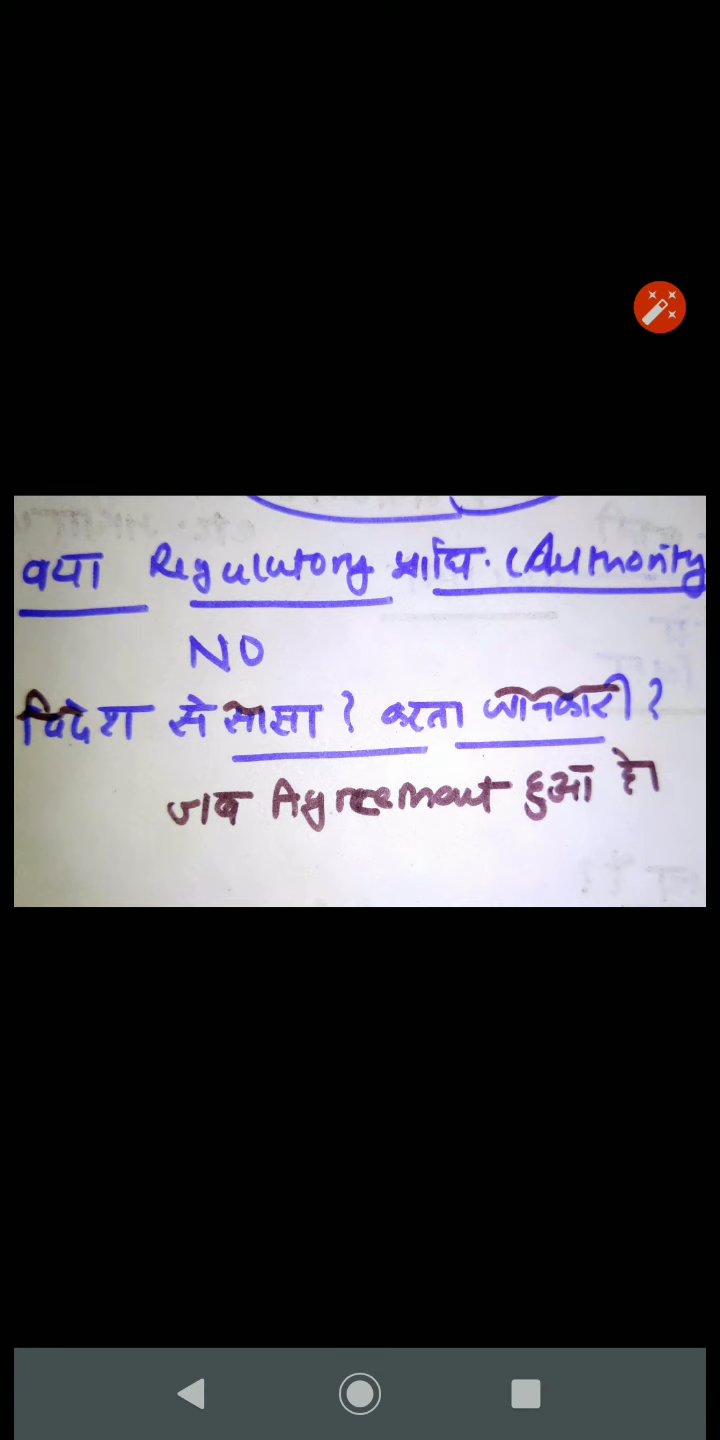 क्या Regulatory प्राधि. (Authority
NO
विदेश से साझा ? करता जानकारी ?
जब Agreement हुआ है।